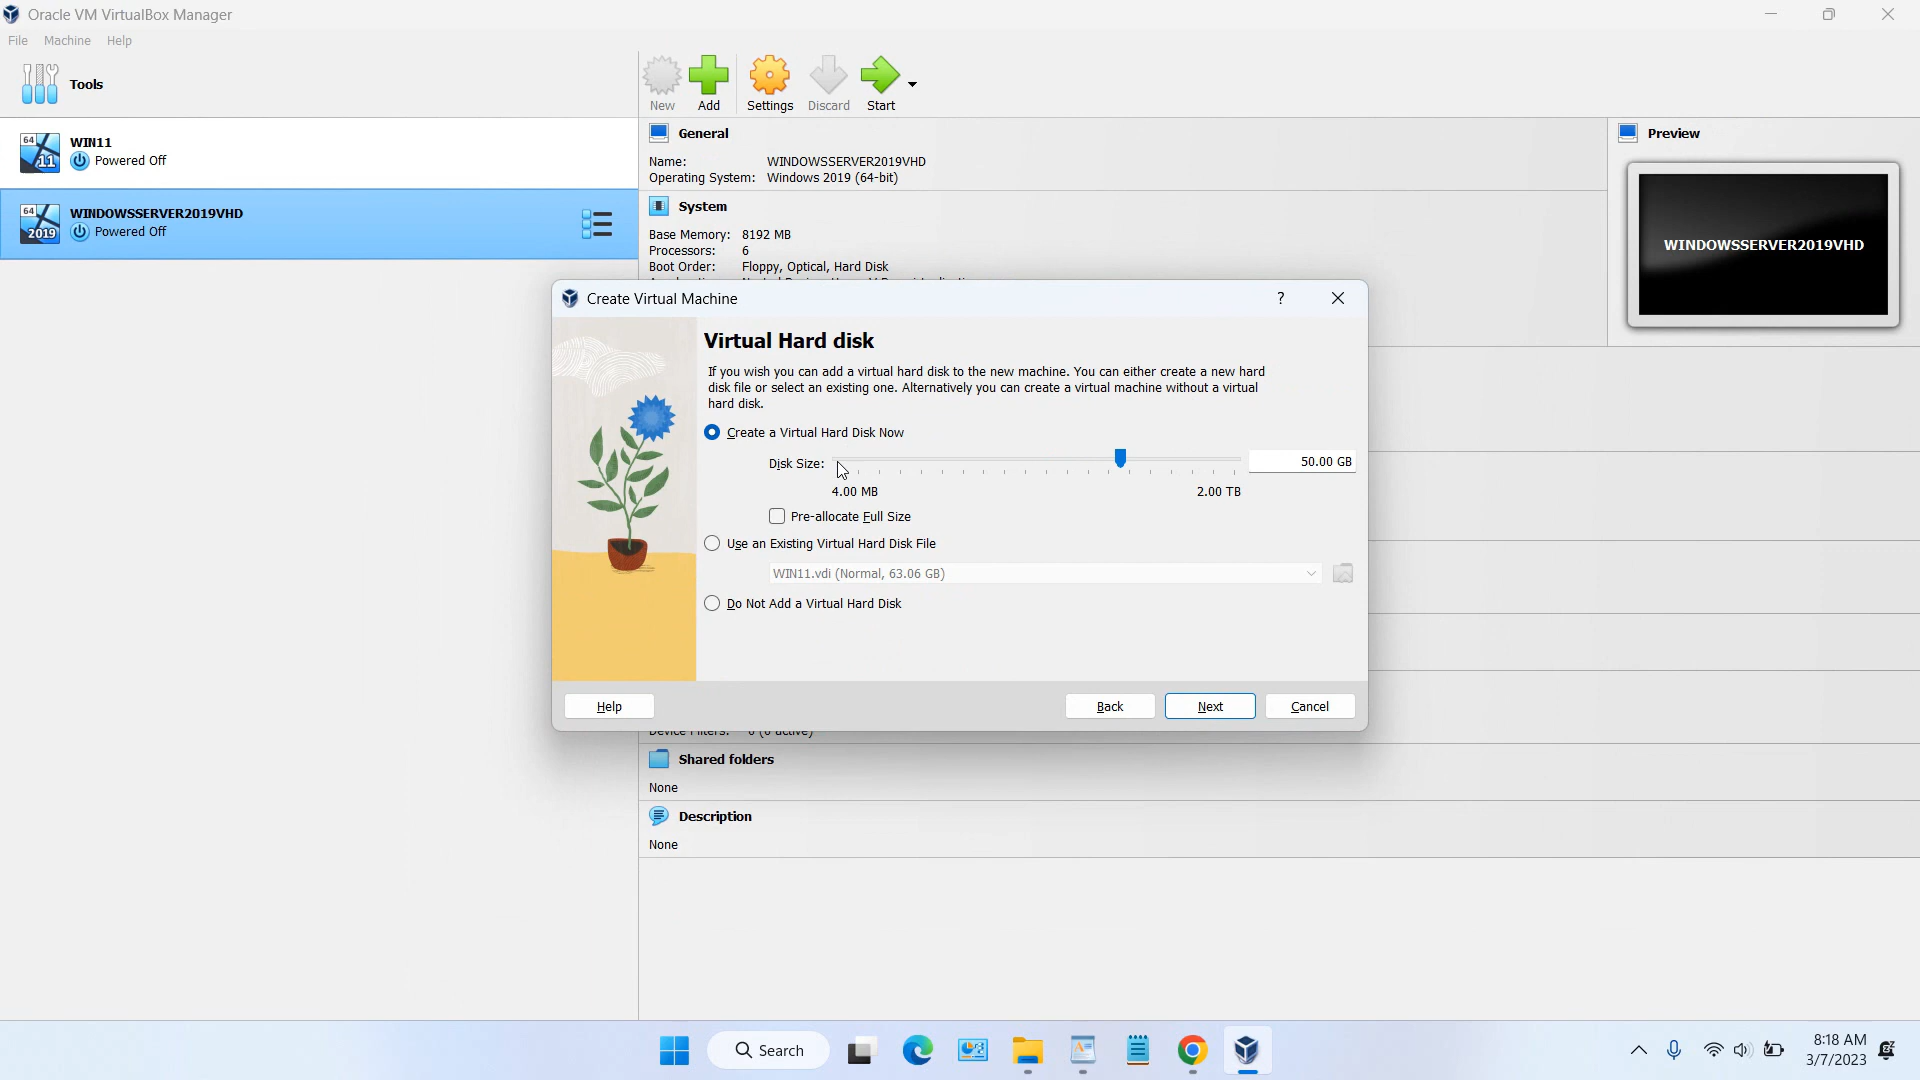 Oracle VM VirtualBox Manager
File Machine Help
Tools
New Add Settings Discard Start
64 11 WIN11
Powered Off
64 2019 WINDOWSSERVER2019VHD
Powered Off
General
Name: WINDOWSSERVER2019VHD
Operating System: Windows 2019 (64-bit)
System
Base Memory: 8192 MB
Processors: 6
Boot Order: Floppy, Optical, Hard Disk
Preview
WINDOWSSERVER2019VHD
Create Virtual Machine
?
Virtual Hard disk
If you wish you can add a virtual hard disk to the new machine. You can either create a new hard
disk file or select an existing one. Alternatively you can create a virtual machine without a virtual
hard disk.
Create a Virtual Hard Disk Now
Disk Size: 50.00 GB
4.00 MB 2.00 TB
Pre-allocate Full Size
Use an Existing Virtual Hard Disk File
WIN11.vdi (Normal, 63.06 GB)
Do Not Add a Virtual Hard Disk
Help Back Next Cancel
Device Filters: 0 (0 active)
Shared folders
None
Description
None
Search
8:18 AM
3/7/2023